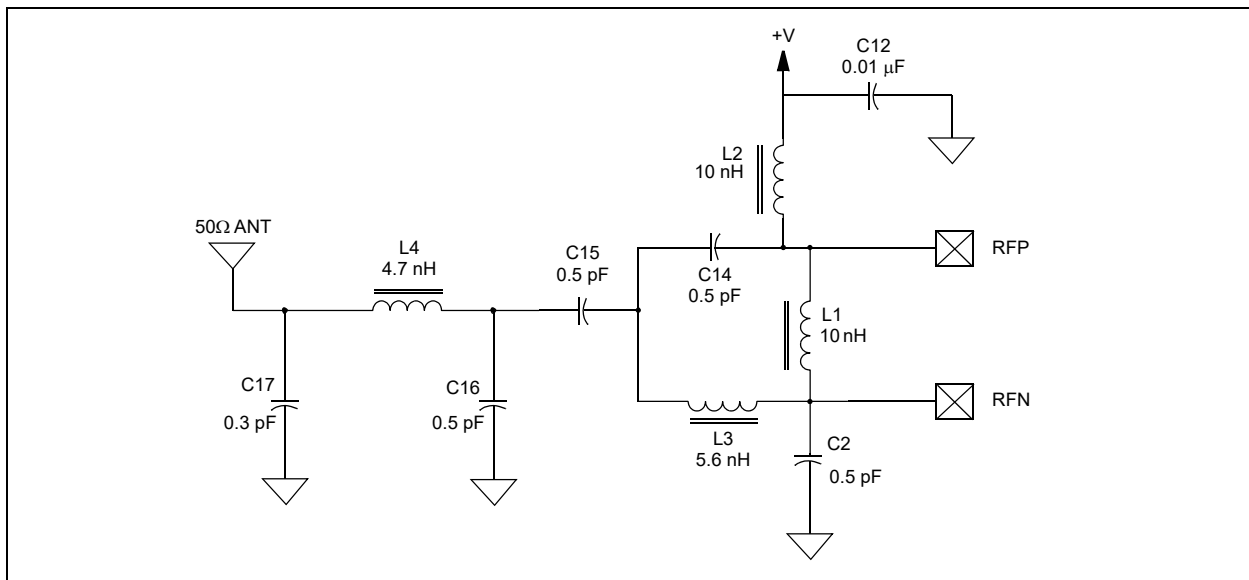 +V
C12
0.01 μF
L2
10 nH
50Ω ANT
L4
4.7 nH
C15
0.5 pF
C14
0.5 pF
RFP
L1
10 nH
C17
0.3 pF
C16
0.5 pF
L3
5.6 nH
RFN
C2
0.5 pF